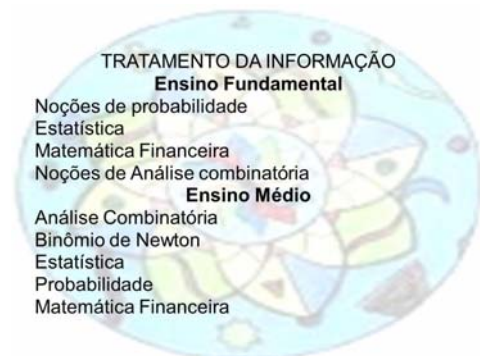 TRATAMENTO DA INFORMAÇÃO
Ensino Fundamental
Noções de probabilidade
Estatística
Matemática Financeira
Noções de Análise combinatória
Ensino Médio
Análise Combinatória
Binômio de Newton
Estatística
Probabilidade
Matemática Financeira